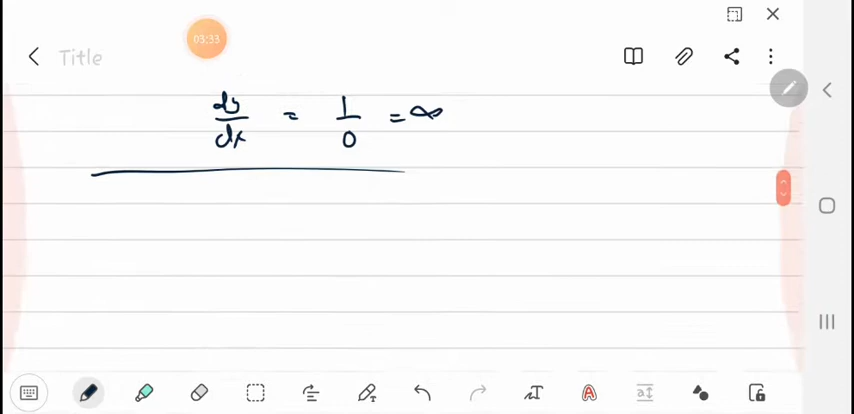 03:33
Title
dy/dx = 1/0 = ∞
T
A
a